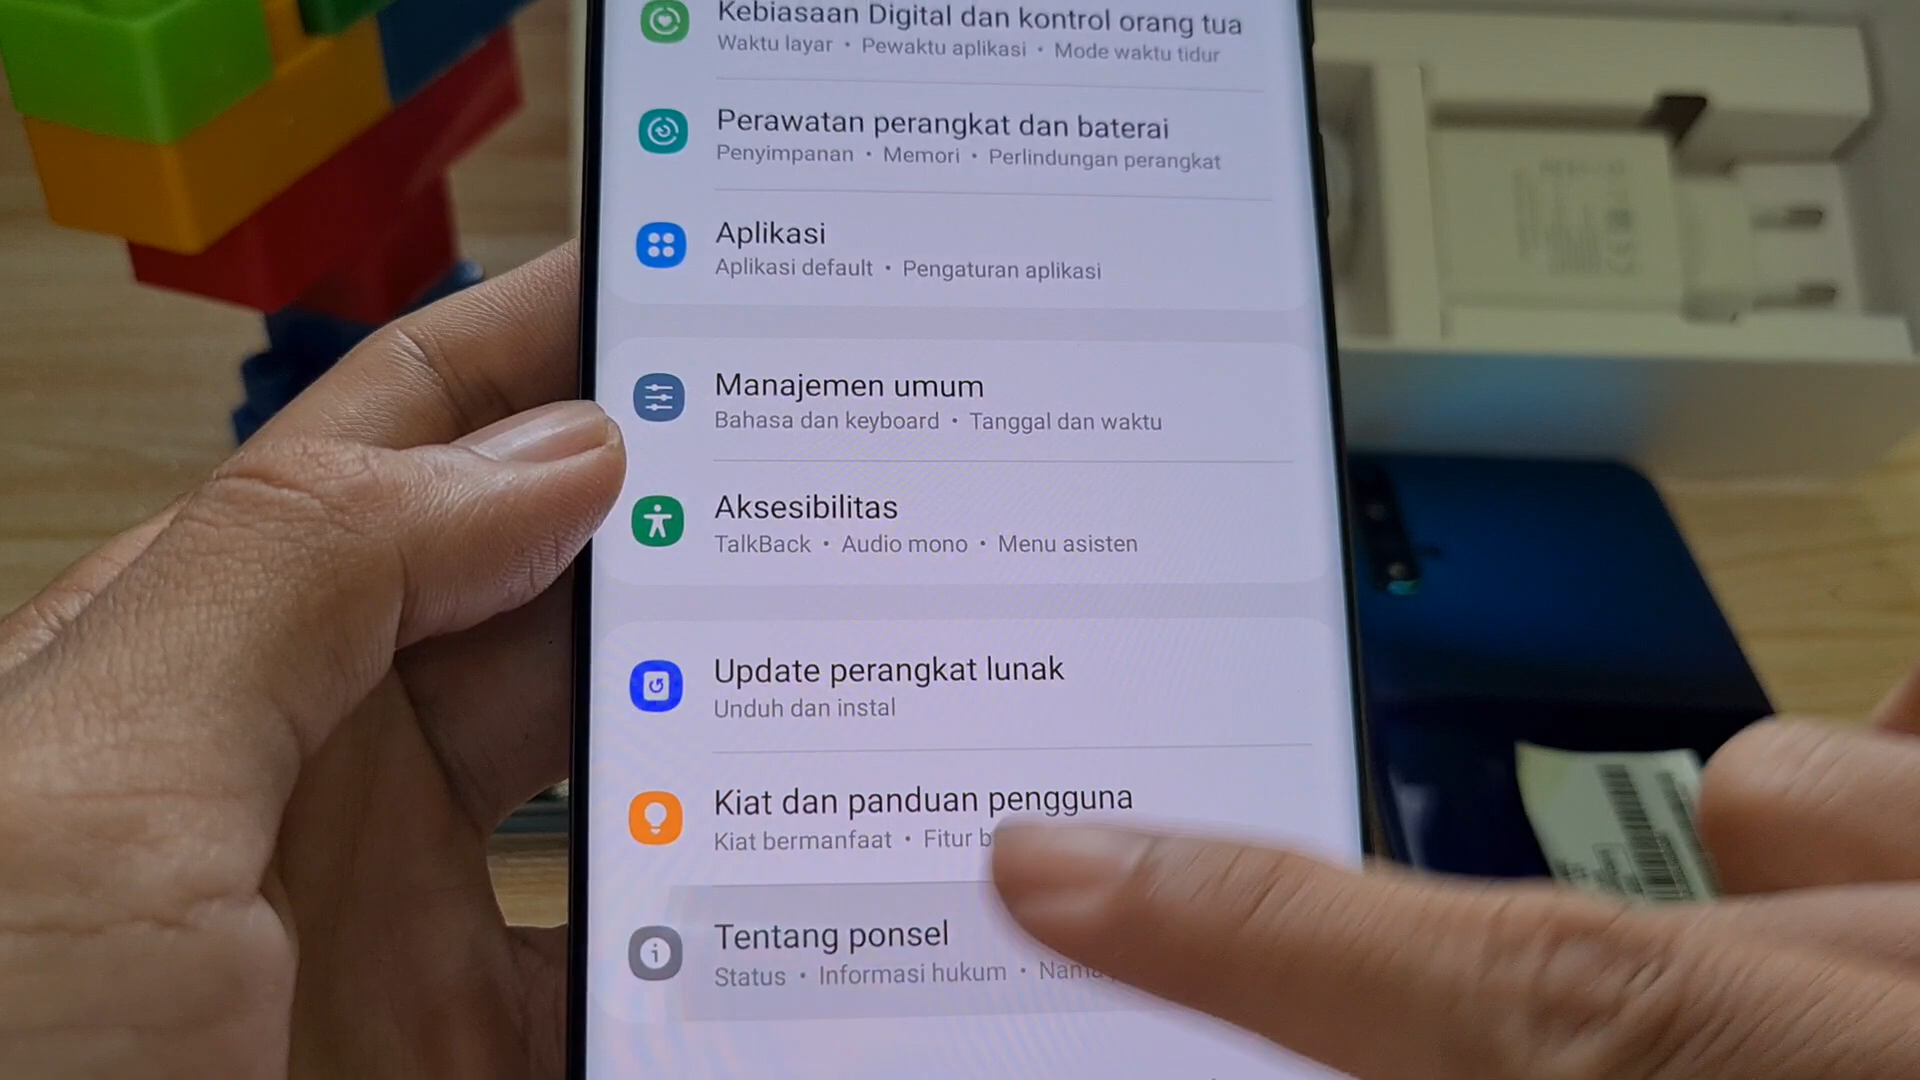 Kebiasaan Digital dan kontrol orang tua
Waktu layar • Pewaktu aplikasi • Mode waktu tidur
Perawatan perangkat dan baterai
Penyimpanan • Memori • Perlindungan perangkat
Aplikasi
Aplikasi default • Pengaturan aplikasi
Manajemen umum
Bahasa dan keyboard • Tanggal dan waktu
Aksesibilitas
TalkBack • Audio mono • Menu asisten
Update perangkat lunak
Unduh dan instal
Kiat dan panduan pengguna
Kiat bermanfaat • Fitur
Tentang ponsel
Status • Informasi hukum •